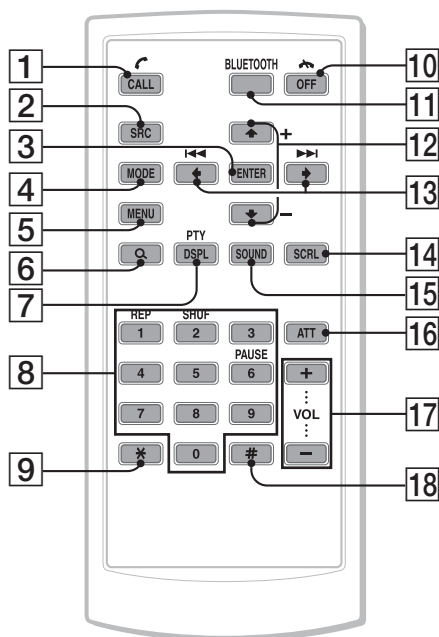 1 CALL BLUETOOTH OFF 10
11
2 SRC + 12
3 ENTER
4 MODE 13
5 MENU −
6 PTY
7 DSPL SOUND SCRL 14
15
REP SHUF
1 2 3 ATT 16
PAUSE
8 4 5 6 +
7 8 9 VOL 17
−
9 * 0 # 18